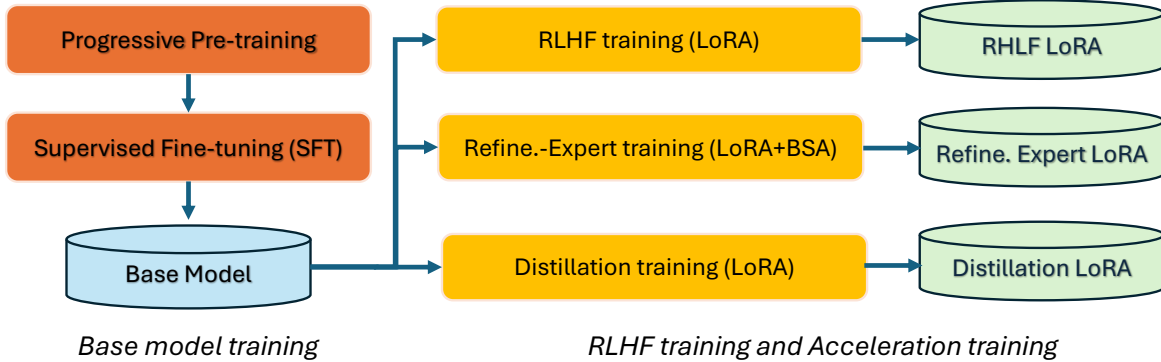 Progressive Pre-training
Supervised Fine-tuning (SFT)
Base Model
Base model training
RLHF training (LoRA)
RHLF LoRA
Refine.-Expert training (LoRA+BSA)
Refine. Expert LoRA
Distillation training (LoRA)
Distillation LoRA
RLHF training and Acceleration training